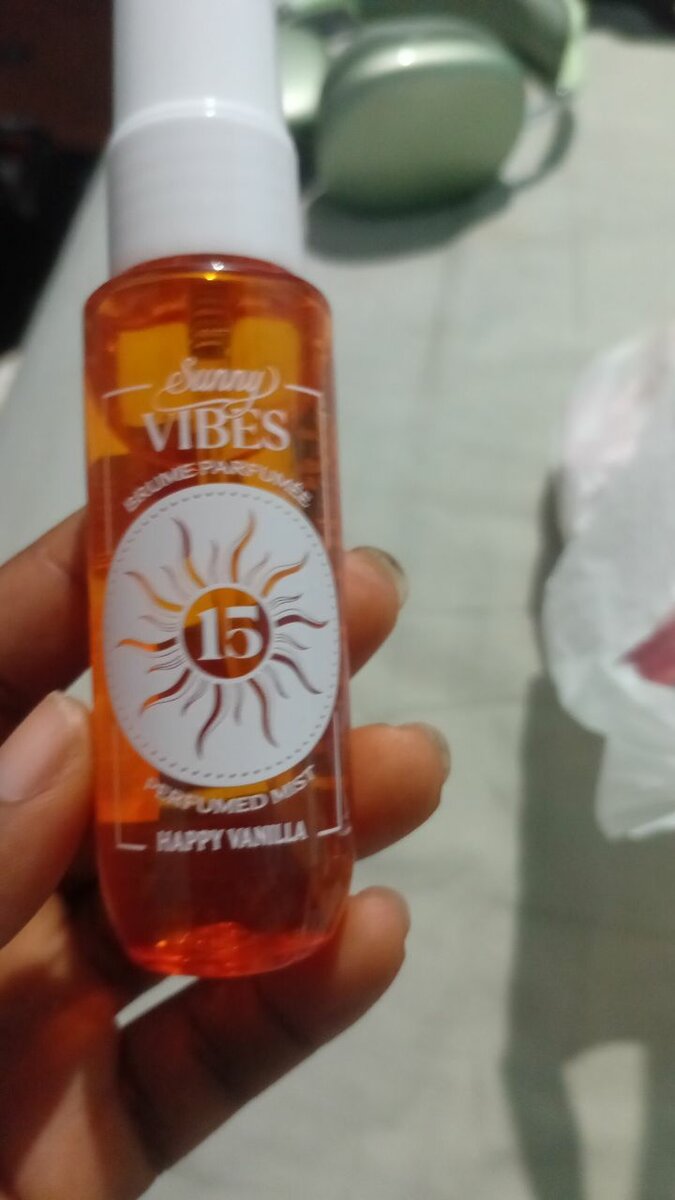 Sunny
VIBES
BRUME PARFUMÉE
15
PERFUMED MIST
HAPPY VANILLA